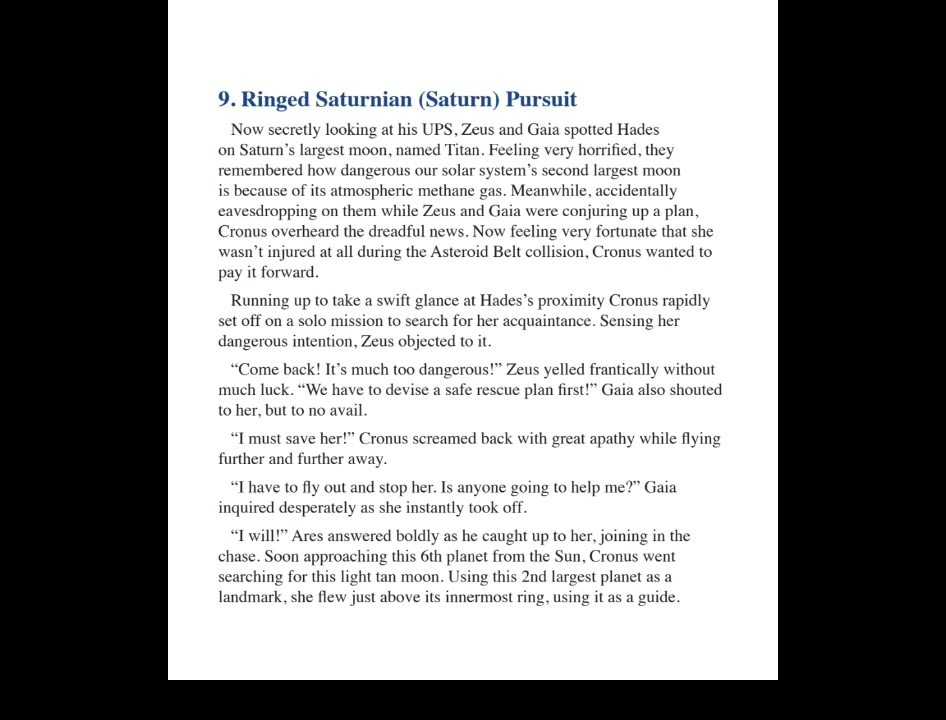 9. Ringed Saturnian (Saturn) Pursuit
Now secretly looking at his UPS, Zeus and Gaia spotted Hades
on Saturn’s largest moon, named Titan. Feeling very horrified, they
remembered how dangerous our solar system’s second largest moon
is because of its atmospheric methane gas. Meanwhile, accidentally
eavesdropping on them while Zeus and Gaia were conjuring up a plan,
Cronus overheard the dreadful news. Now feeling very fortunate that she
wasn’t injured at all during the Asteroid Belt collision, Cronus wanted to
pay it forward.
Running up to take a swift glance at Hades’s proximity Cronus rapidly
set off on a solo mission to search for her acquaintance. Sensing her
dangerous intention, Zeus objected to it.
“Come back! It’s much too dangerous!” Zeus yelled frantically without
much luck. “We have to devise a safe rescue plan first!” Gaia also shouted
to her, but to no avail.
“I must save her!” Cronus screamed back with great apathy while flying
further and further away.
“I have to fly out and stop her. Is anyone going to help me?” Gaia
inquired desperately as she instantly took off.
“I will!” Ares answered boldly as he caught up to her, joining in the
chase. Soon approaching this 6th planet from the Sun, Cronus went
searching for this light tan moon. Using this 2nd largest planet as a
landmark, she flew just above its innermost ring, using it as a guide.